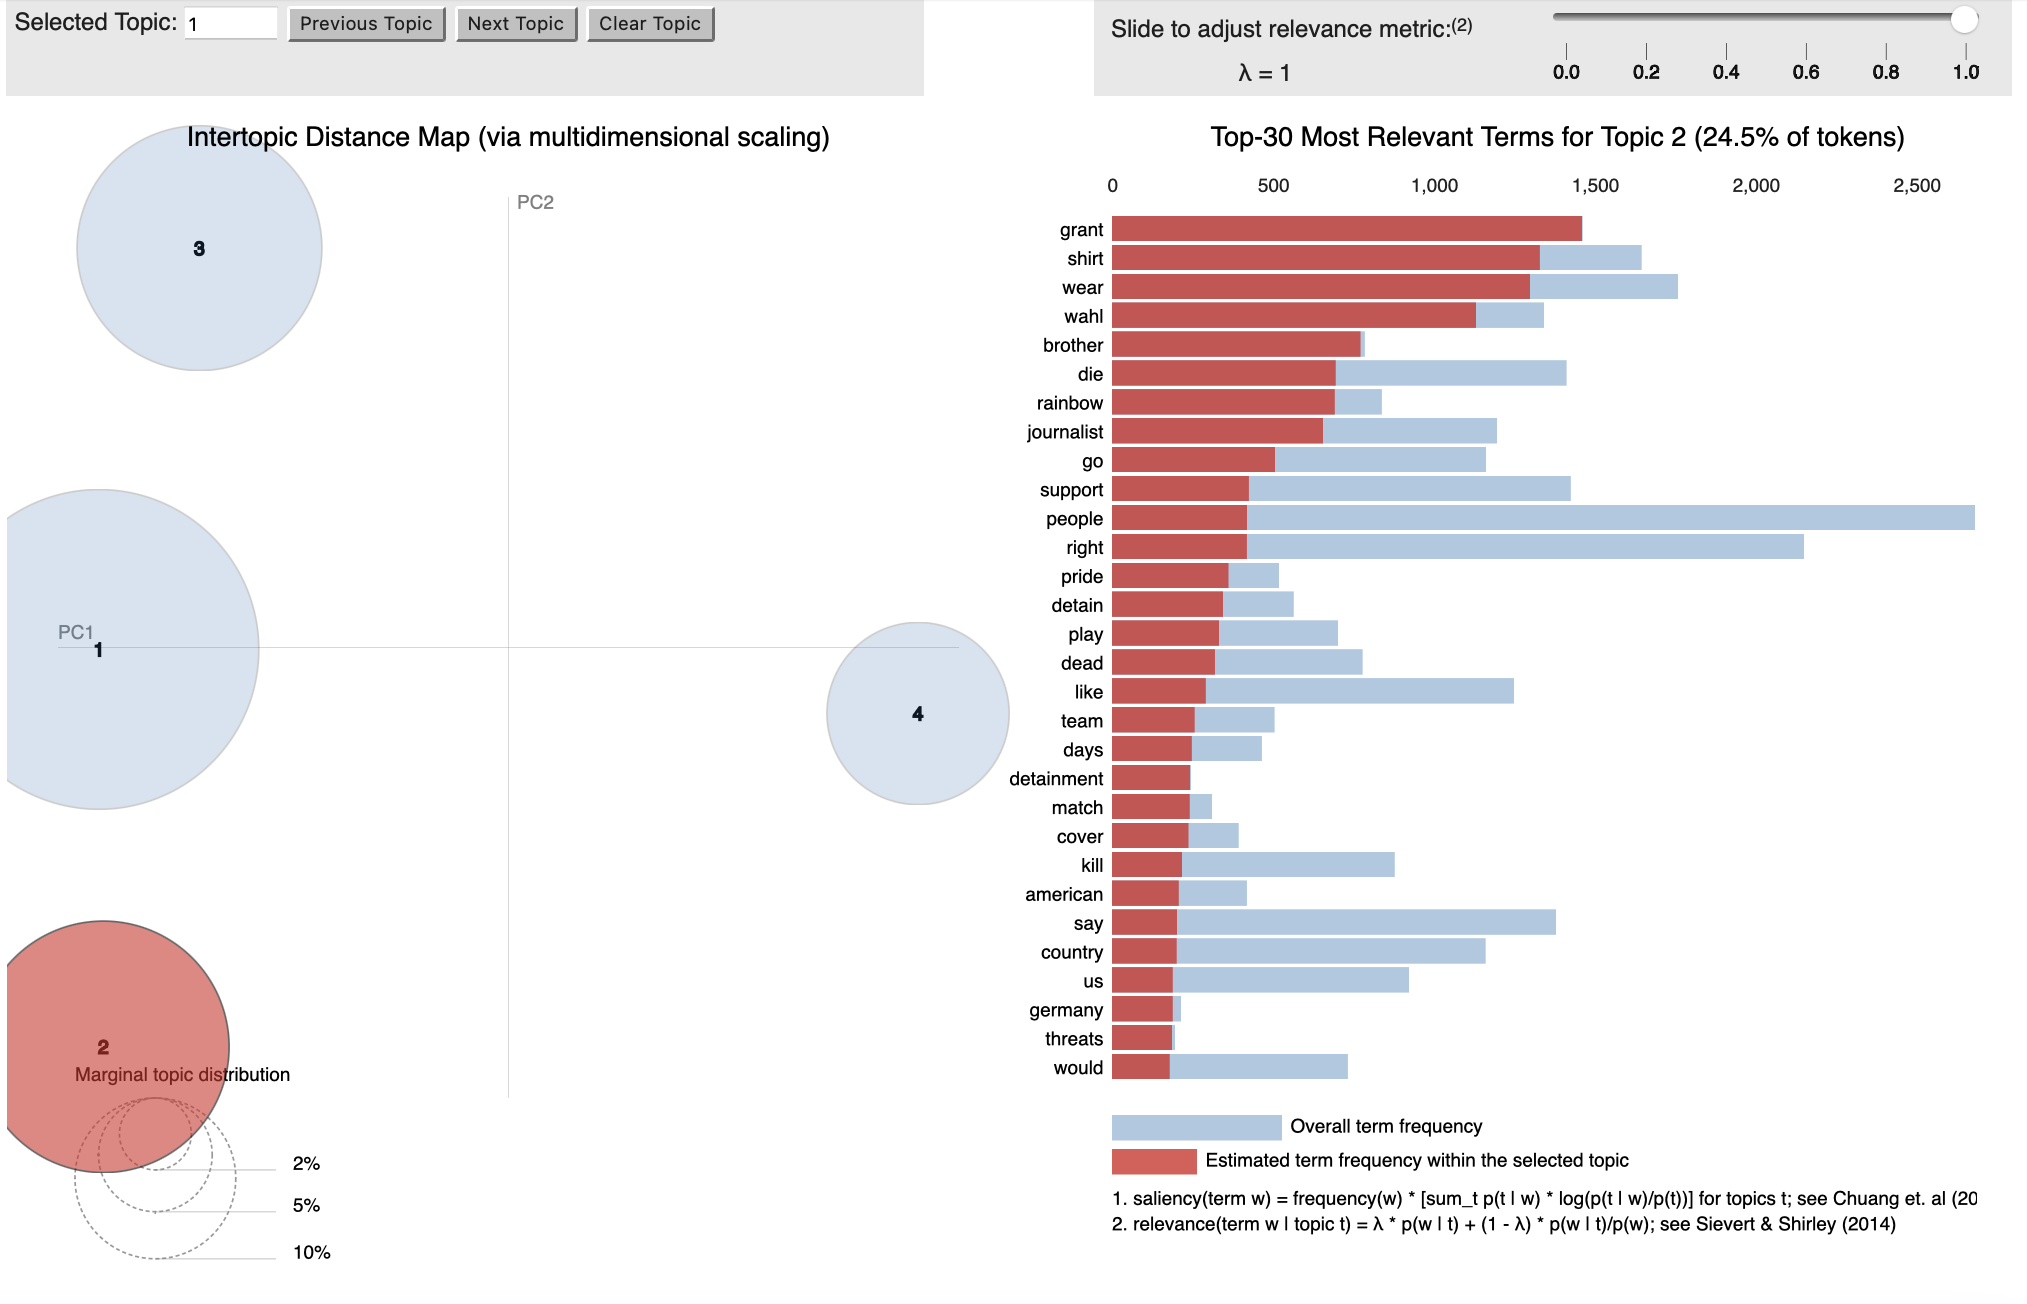 Selected Topic: 1 Previous Topic Next Topic Clear Topic
Slide to adjust relevance metric:(2)
λ = 1
0.0 0.2 0.4 0.6 0.8 1.0
Intertopic Distance Map (via multidimensional scaling)
PC2
3
PC1
1
4
2
Marginal topic distribution
2%
5%
10%
Top-30 Most Relevant Terms for Topic 2 (24.5% of tokens)
0 500 1,000 1,500 2,000 2,500
grant
shirt
wear
wahl
brother
die
rainbow
journalist
go
support
people
right
pride
detain
play
dead
like
team
days
detainment
match
cover
kill
american
say
country
us
germany
threats
would
Overall term frequency
Estimated term frequency within the selected topic
1. saliency(term w) = frequency(w) * [sum_t p(t | w) * log(p(t | w)/p(t))] for topics t; see Chuang et. al (20
2. relevance(term w | topic t) = λ * p(w | t) + (1 - λ) * p(w | t)/p(w); see Sievert & Shirley (2014)